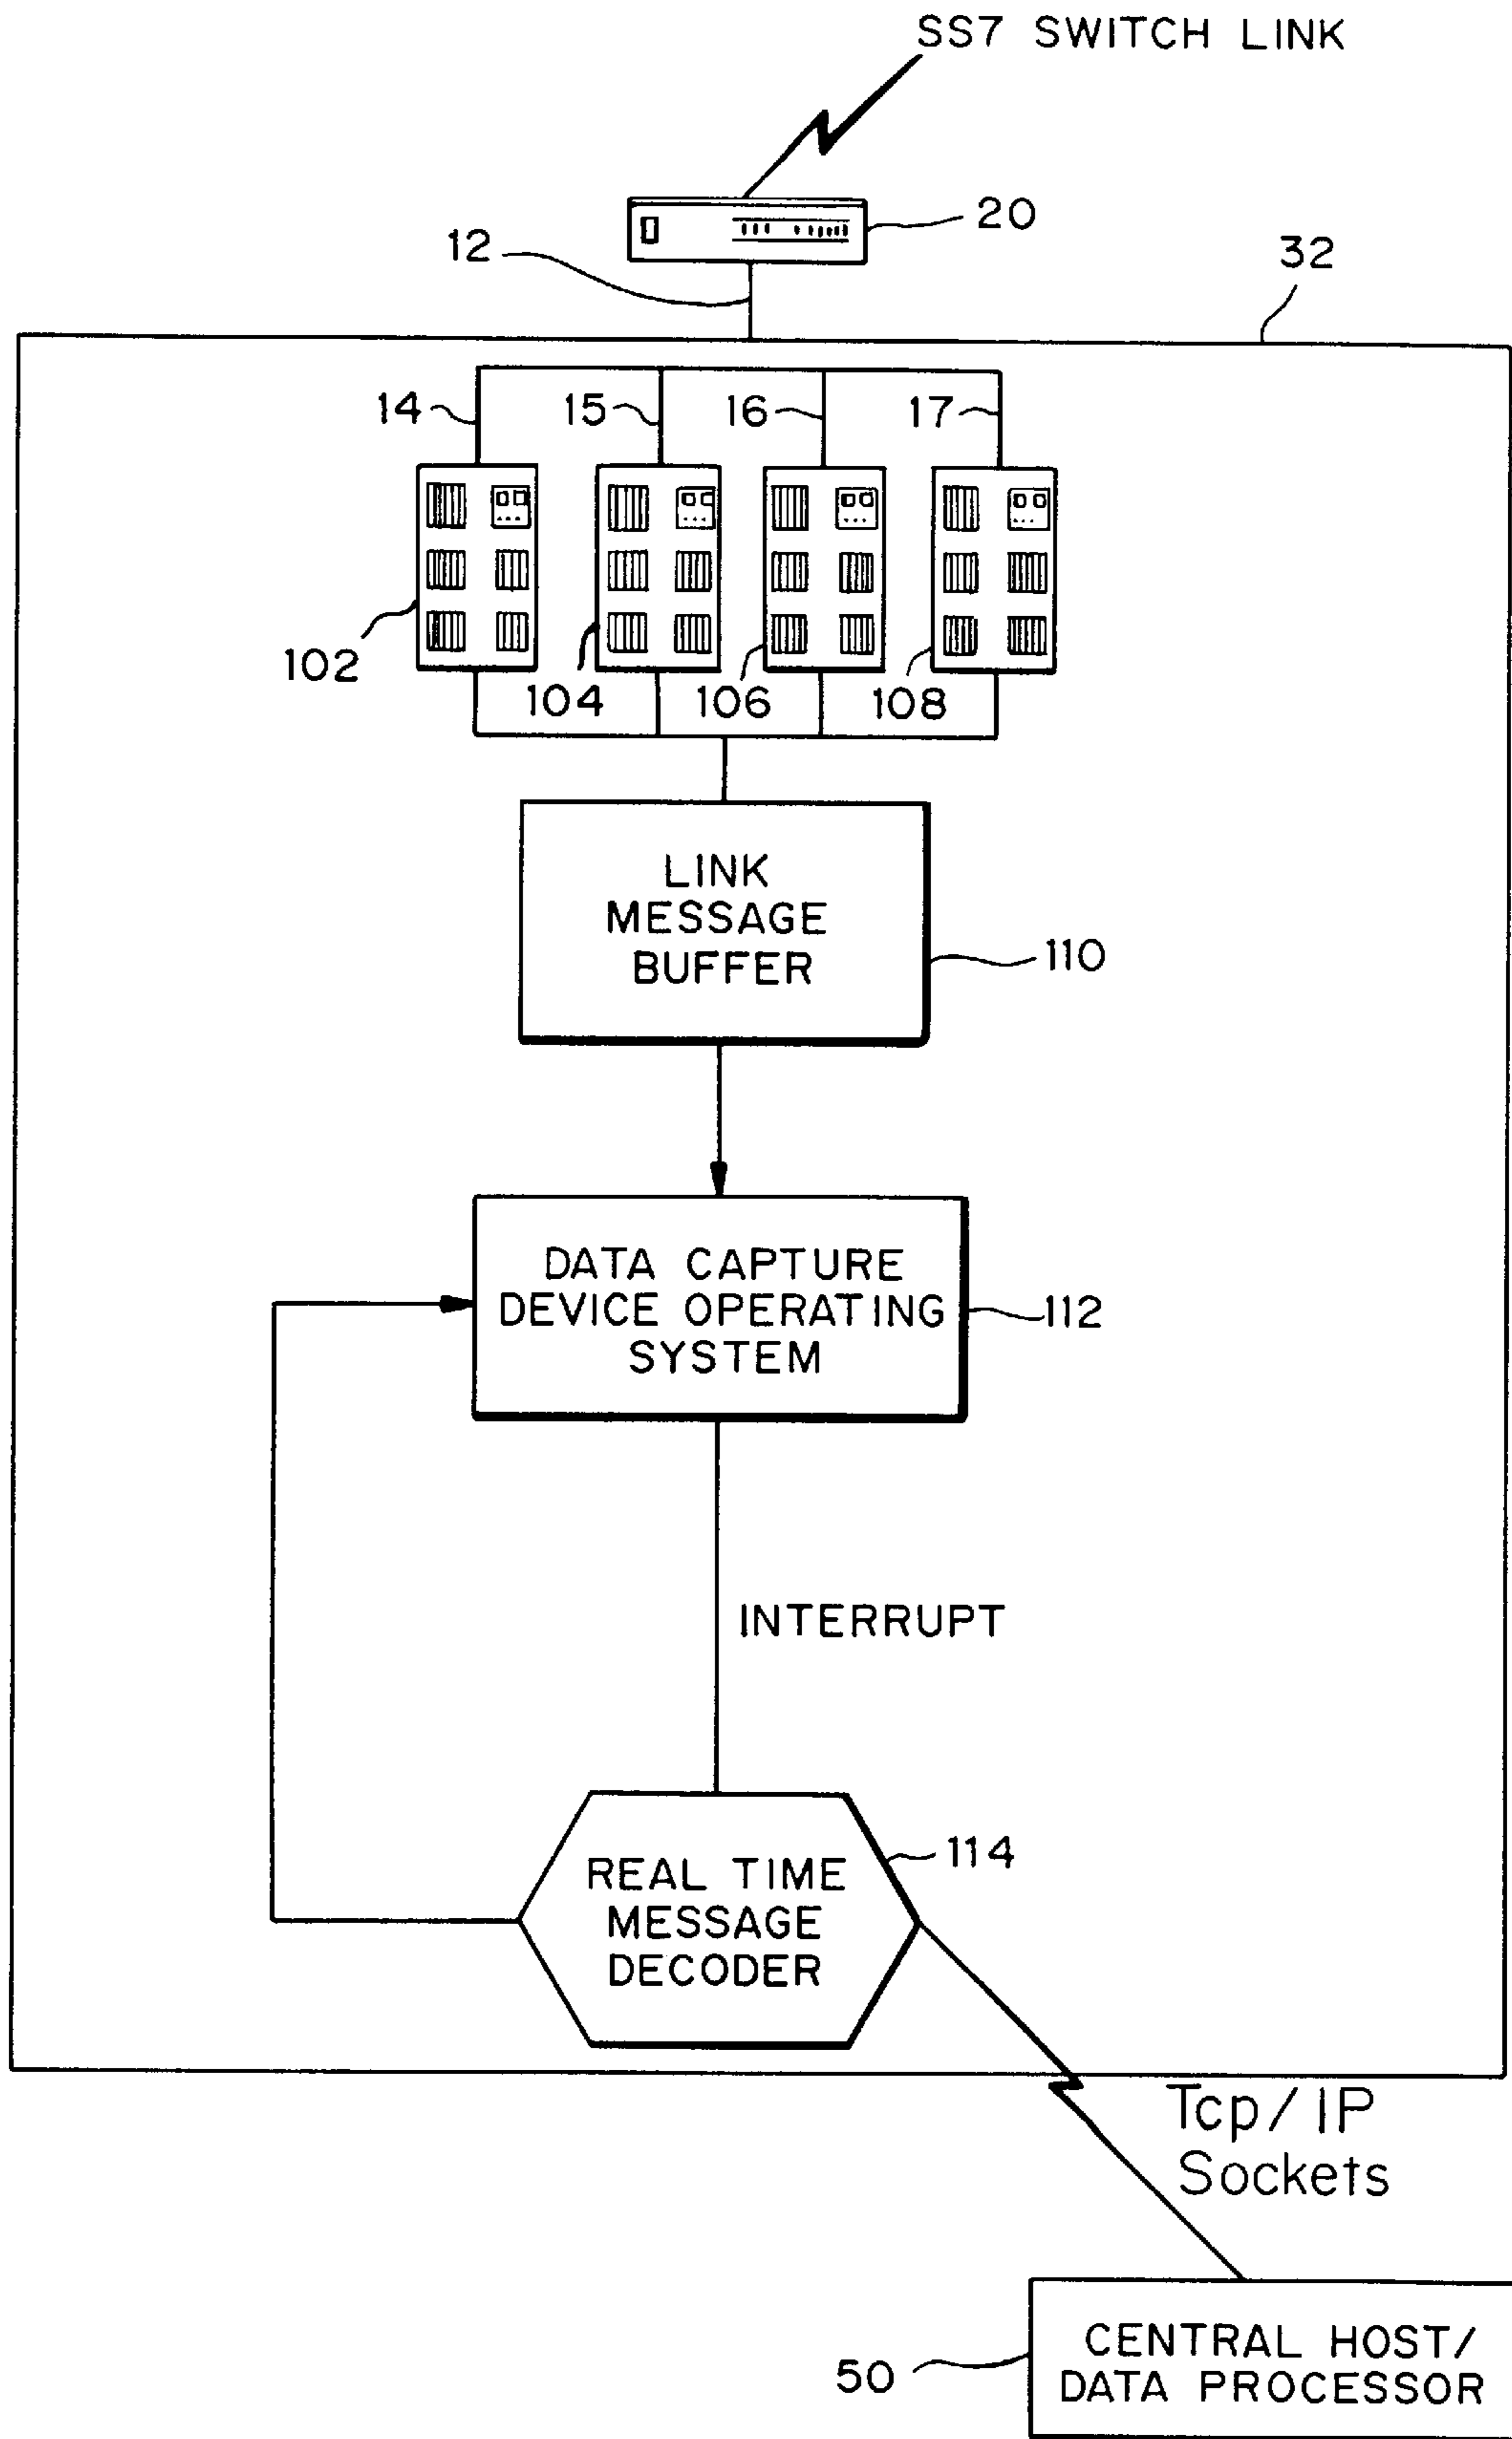 SS7 SWITCH LINK
20
12
32
14
15
16
17
102
104
106
108
LINK
MESSAGE
BUFFER
110
DATA CAPTURE
DEVICE OPERATING
SYSTEM
112
INTERRUPT
114
REAL TIME
MESSAGE
DECODER
Tcp/IP
Sockets
CENTRAL HOST/
DATA PROCESSOR
50